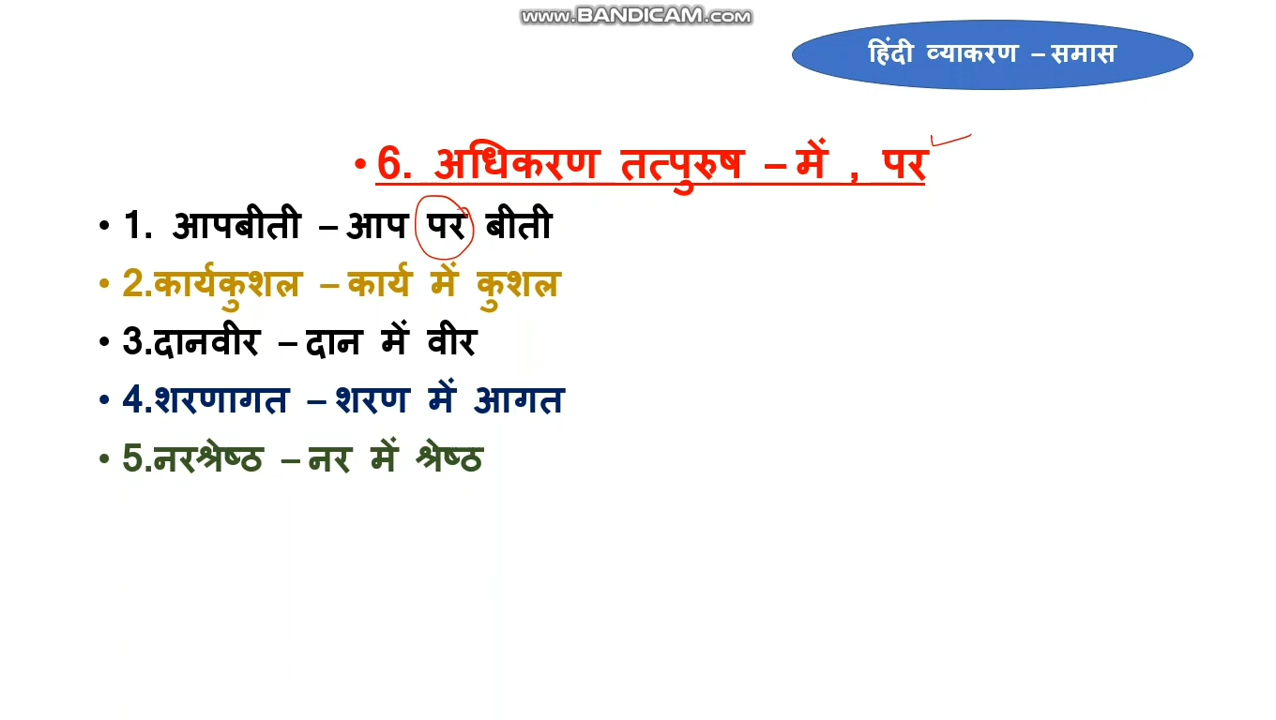 www.BANDICAM.com
हिंदी व्याकरण – समास
• 6. अधिकरण तत्पुरुष – में , पर
• 1. आपबीती – आप पर बीती
• 2.कार्यकुशल – कार्य में कुशल
• 3.दानवीर – दान में वीर
• 4.शरणागत – शरण में आगत
• 5.नरश्रेष्ठ – नर में श्रेष्ठ